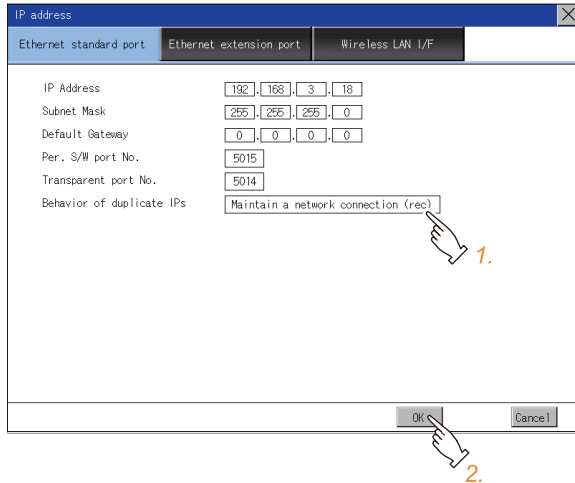 IP address
Ethernet standard port Ethernet extension port Wireless LAN I/F
IP Address 192 . 168 . 3 . 18
Subnet Mask 255 . 255 . 255 . 0
Default Gateway 0 . 0 . 0 . 0
Per. S/W port No. 5015
Transparent port No. 5014
Behavior of duplicate IPs Maintain a network connection (rec)
1.
OK Cancel
2.